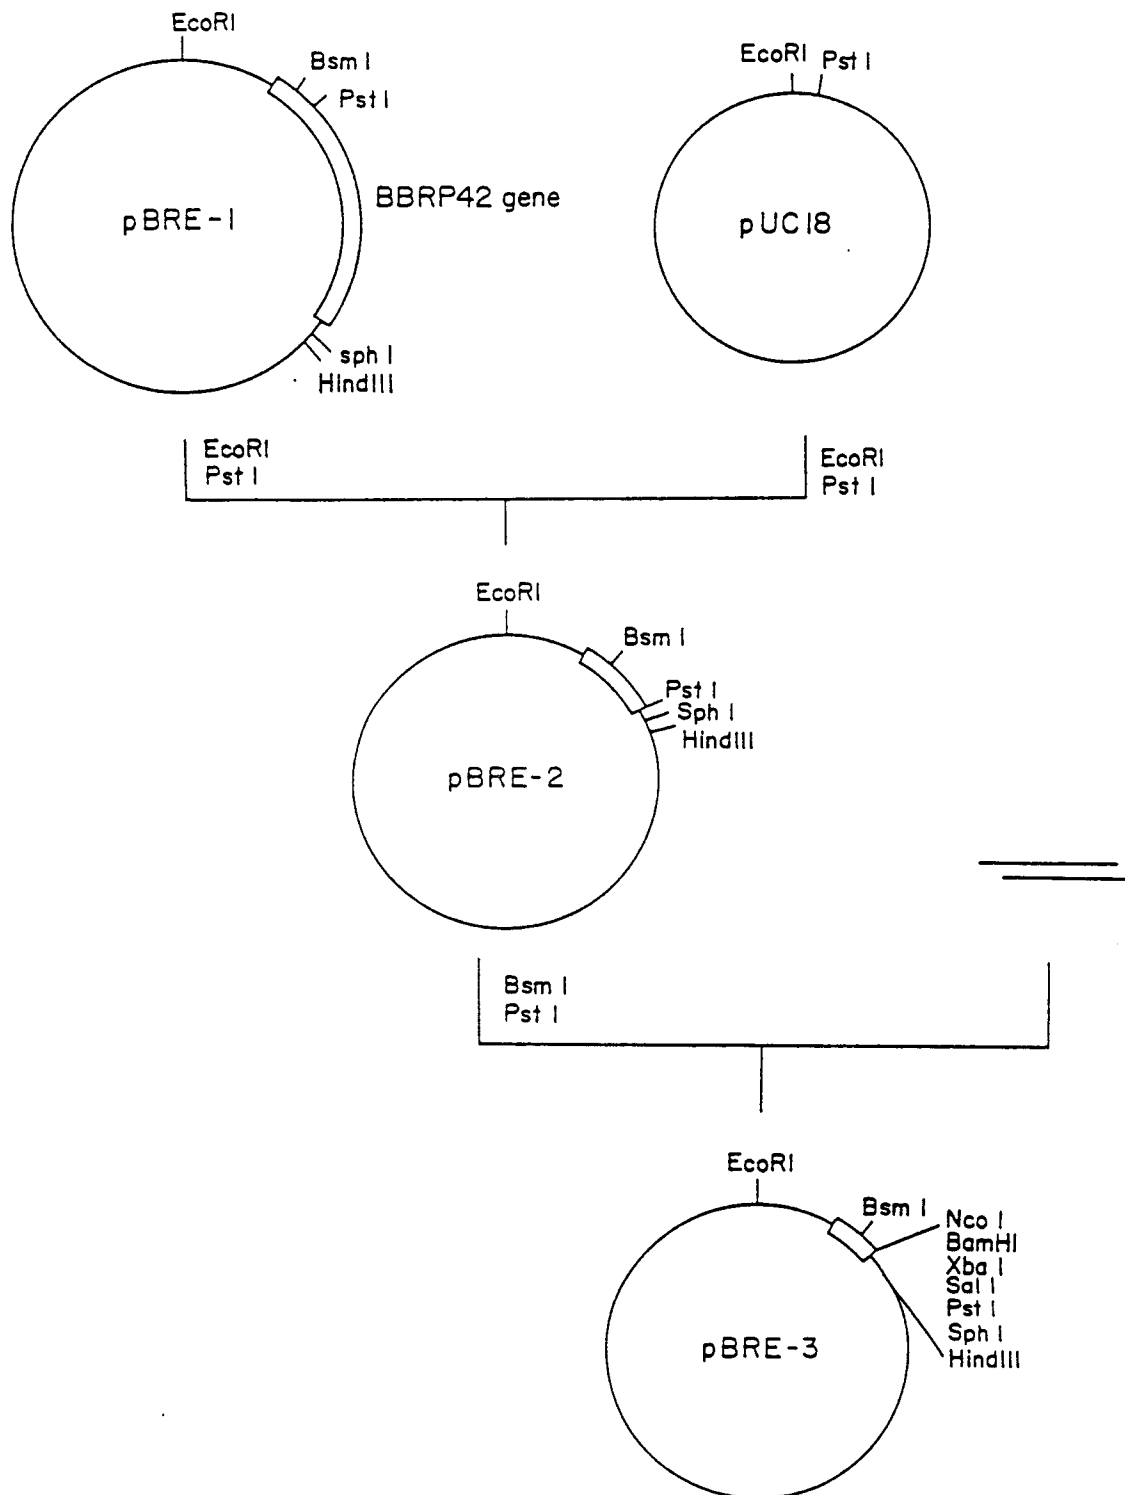 EcoRI
Bsm I
Pst I
BBRP42 gene
pBRE-1
sph I
HindIII
EcoRI
Pst I
pUC18
EcoRI
Pst I
EcoRI
Pst I
EcoRI
Bsm I
Pst I
Sph I
HindIII
pBRE-2
Bsm I
Pst I
EcoRI
Bsm I
Nco I
BamHI
Xba I
Sal I
Pst I
Sph I
HindIII
pBRE-3